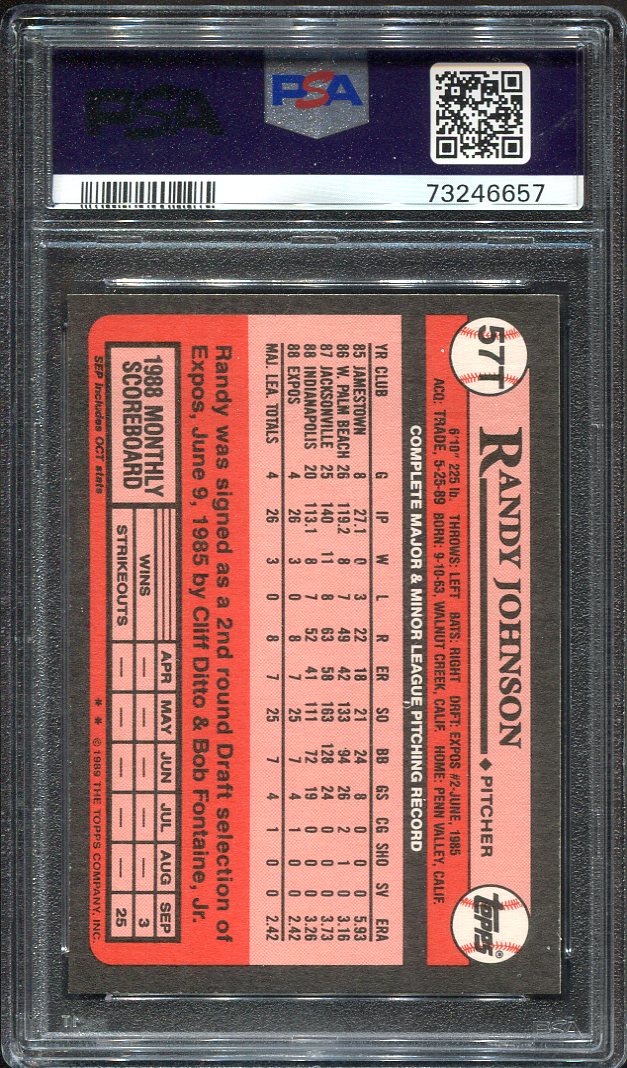 PSA
PSA
73246657
57T
RANDY JOHNSON ◆ PITCHER
topps®
6'10" 225 lb. THROWS: LEFT BATS: RIGHT DRFT: EXPOS #2-JUNE, 1985
ACQ: TRADE, 5-25-89 BORN: 9-10-63, WALNUT CREEK, CALIF. HOME: PENN VALLEY, CALIF.
COMPLETE MAJOR & MINOR LEAGUE PITCHING RECORD
YR CLUB G IP W L R ER SO BB GS CG SHO SV ERA
85 JAMESTOWN 8 27.1 0 3 22 18 21 24 8 0 0 0 5.93
86 W. PALM BEACH 26 119.2 8 7 49 42 133 94 26 2 1 0 3.16
87 JACKSONVILLE 25 140 11 8 63 58 163 128 24 0 0 0 3.73
88 INDIANAPOLIS 20 113.1 8 7 52 41 111 72 19 0 0 0 3.26
88 EXPOS 4 26 3 0 8 7 25 7 4 1 0 0 2.42
MAJ. LEA. TOTALS 4 26 3 0 8 7 25 7 4 1 0 0 2.42
Randy was signed as a 2nd round Draft selection of
Expos, June 9, 1985 by Cliff Ditto & Bob Fontaine, Jr.
1988 MONTHLY
SCOREBOARD
APR MAY JUN JUL AUG SEP
WINS — — — — — 3
STRIKEOUTS — — — — — 25
SEP includes OCT stats
* * © 1989 THE TOPPS COMPANY, INC.
PSA